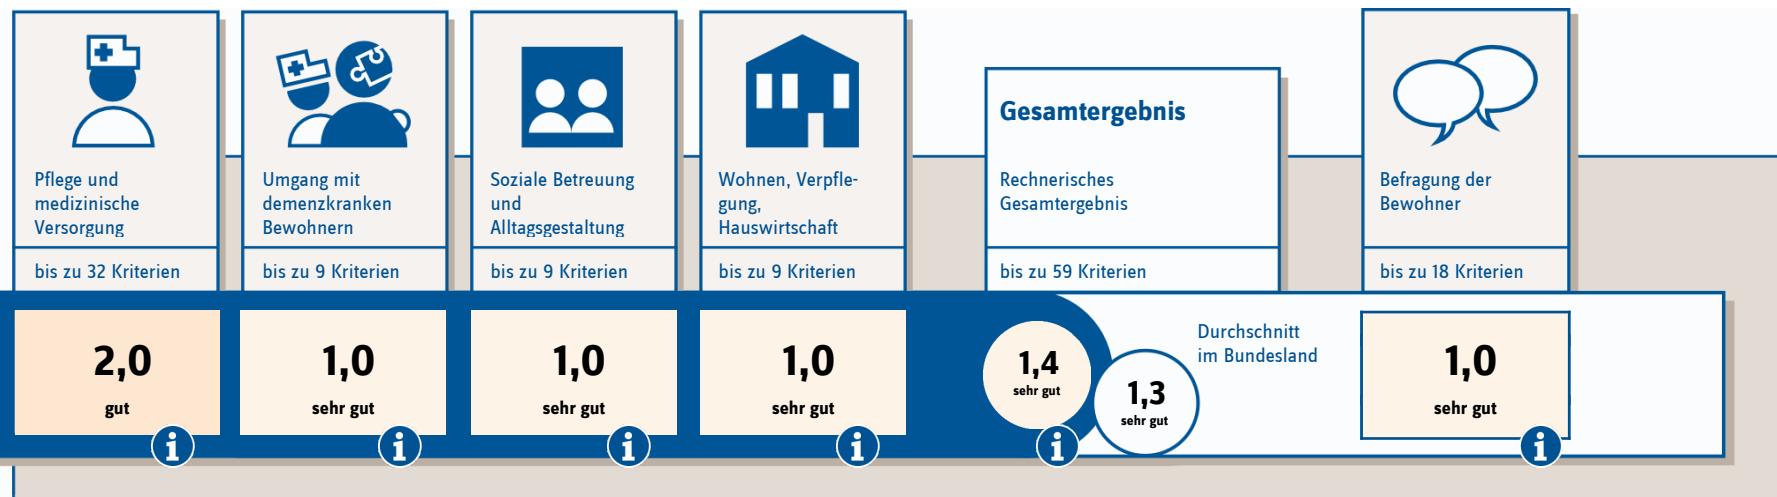 Pflege und
medizinische
Versorgung
bis zu 32 Kriterien
2,0
gut
Umgang mit
demenzkranken
Bewohnern
bis zu 9 Kriterien
1,0
sehr gut
Soziale Betreuung
und
Alltagsgestaltung
bis zu 9 Kriterien
1,0
sehr gut
Wohnen, Verpfle-
gung,
Hauswirtschaft
bis zu 9 Kriterien
1,0
sehr gut
Gesamtergebnis
Rechnerisches
Gesamtergebnis
bis zu 59 Kriterien
1,4
sehr gut
1,3
sehr gut
Durchschnitt
im Bundesland
Befragung der
Bewohner
bis zu 18 Kriterien
1,0
sehr gut